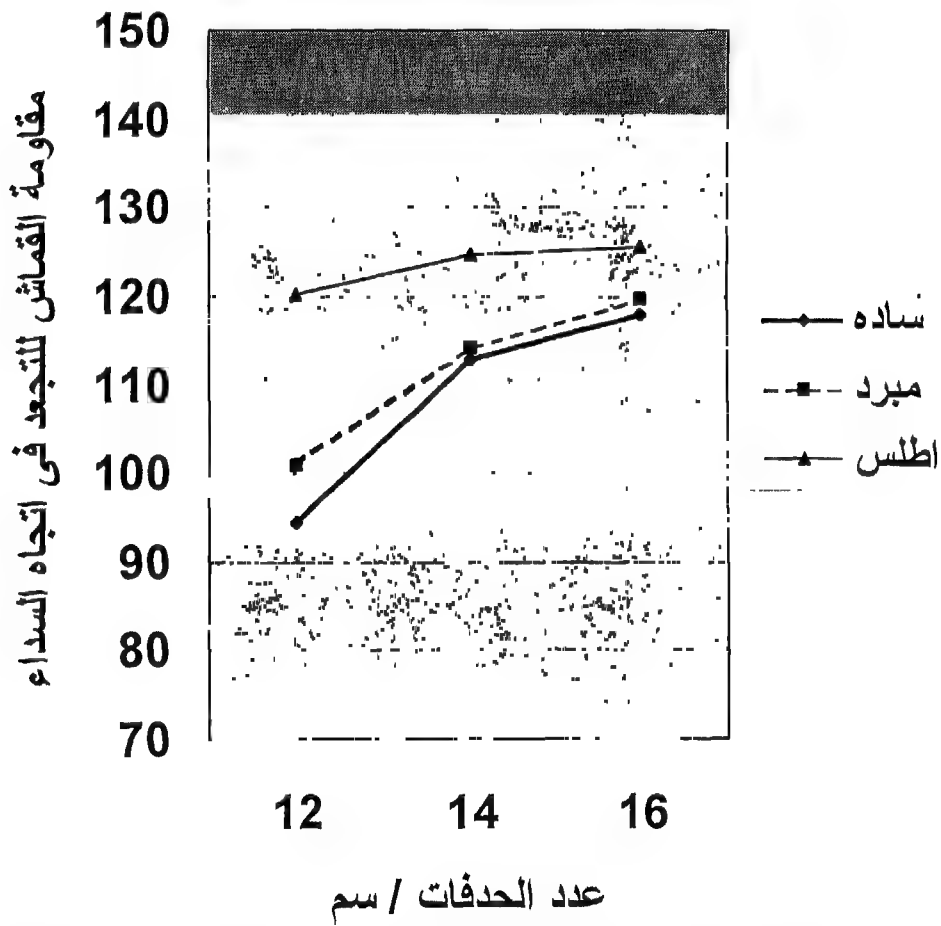 مقاومة القماش للتجعد فى اتجاه السداء
150
140
130
120
110
100
90
80
70
12 14 16
عدد الحدفات / سم
ساده
مبرد
اطلس